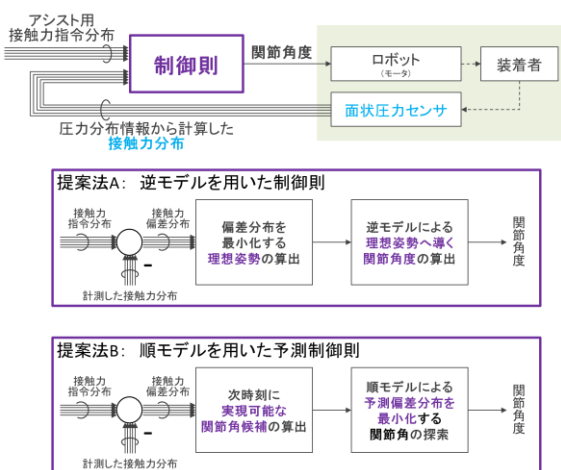 アシスト用
接触力指令分布
制御則
関節角度
ロボット
(モータ)
装着者
面状圧力センサ
圧力分布情報から計算した
接触力分布
提案法A: 逆モデルを用いた制御則
接触力
指令分布
接触力
偏差分布
-
計測した接触力分布
偏差分布を
最小化する
理想姿勢の算出
逆モデルによる
理想姿勢へ導く
関節角度の算出
関節角度
提案法B: 順モデルを用いた予測制御則
接触力
指令分布
接触力
偏差分布
-
計測した接触力分布
次時刻に
実現可能な
関節角候補の算出
順モデルによる
予測偏差分布を
最小化する
関節角の探索
関節角度